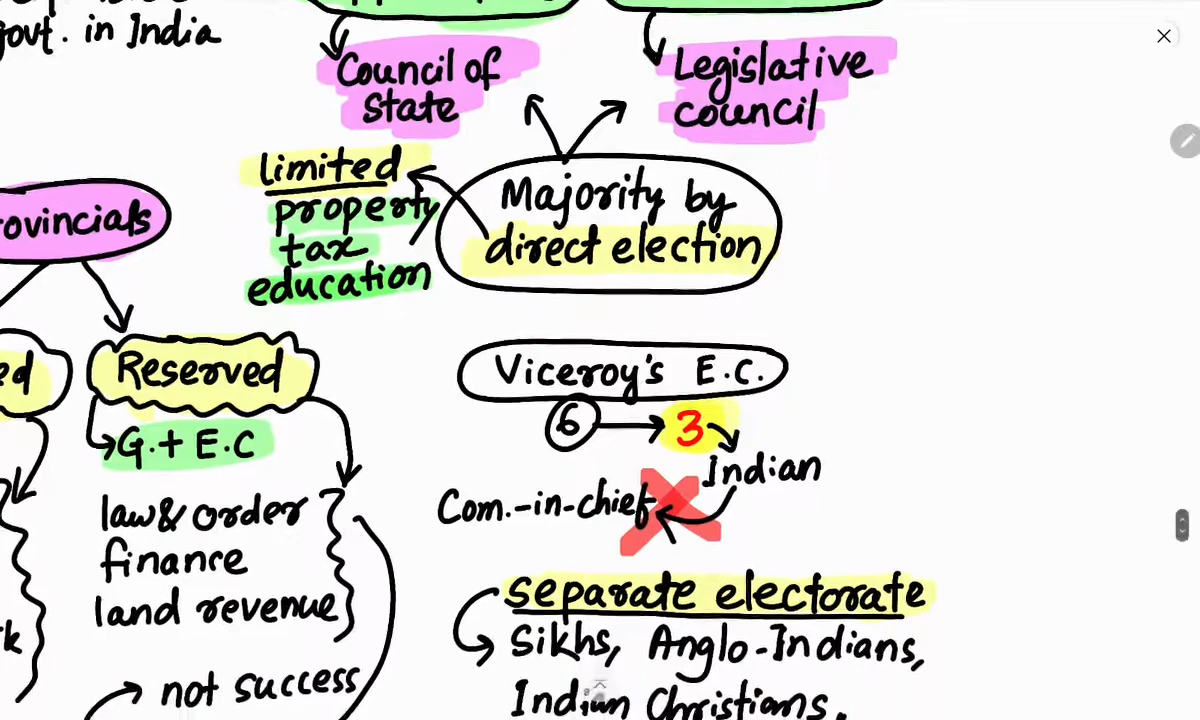 govt. in India
Council of
State
Legislative
council
limited
property
tax
education
Majority by
direct election
Reserved
G.+ E.C
law & order
finance
land revenue
not success
Viceroy's E.C.
6 3
Indian
Com.-in-chief
separate electorate
Sikhs, Anglo-Indians,
Indian Christians.